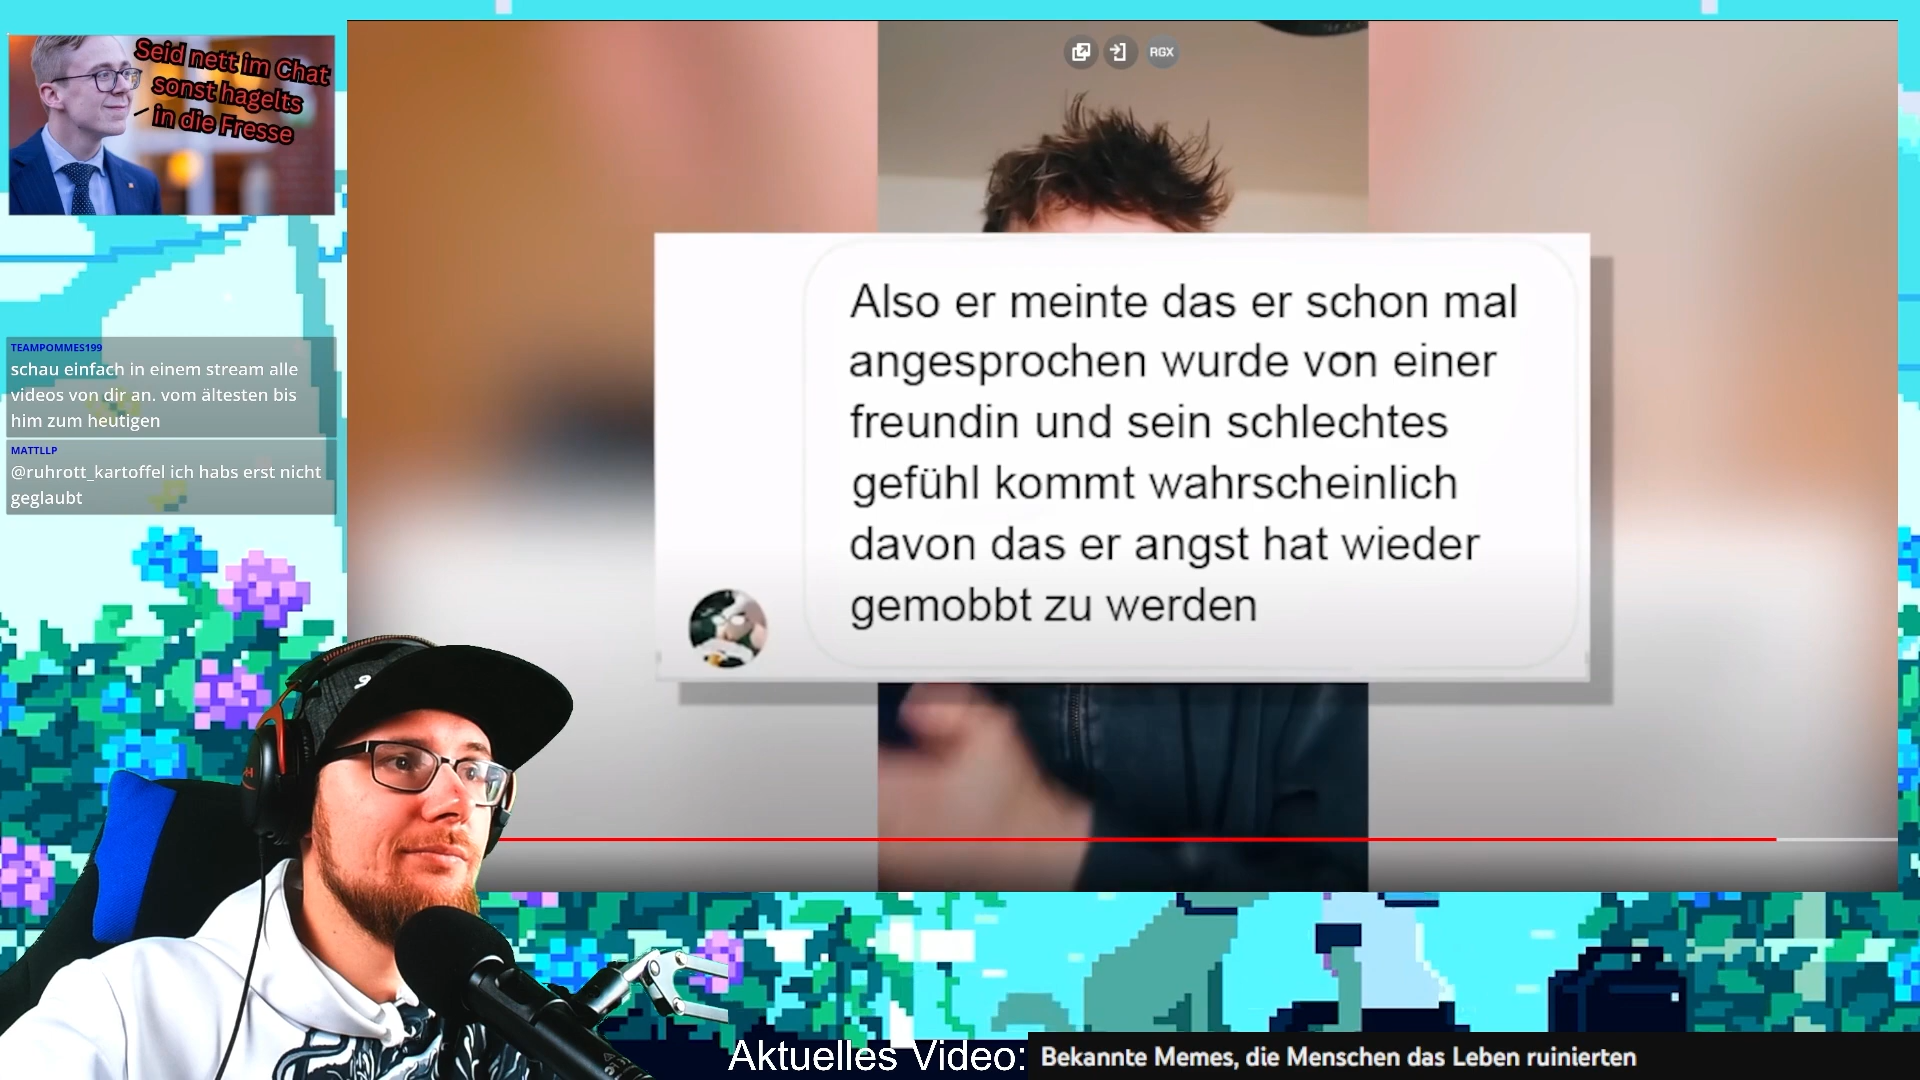 Seid nett im Chat
sonst hagelts
in die Fresse
RGX
TEAMPOMMES199
schau einfach in einem stream alle
videos von dir an. vom ältesten bis
him zum heutigen
MATTLLP
@ruhrott_kartoffel ich habs erst nicht
geglaubt
Also er meinte das er schon mal
angesprochen wurde von einer
freundin und sein schlechtes
gefühl kommt wahrscheinlich
davon das er angst hat wieder
gemobbt zu werden
Aktuelles Video: Bekannte Memes, die Menschen das Leben ruinierten